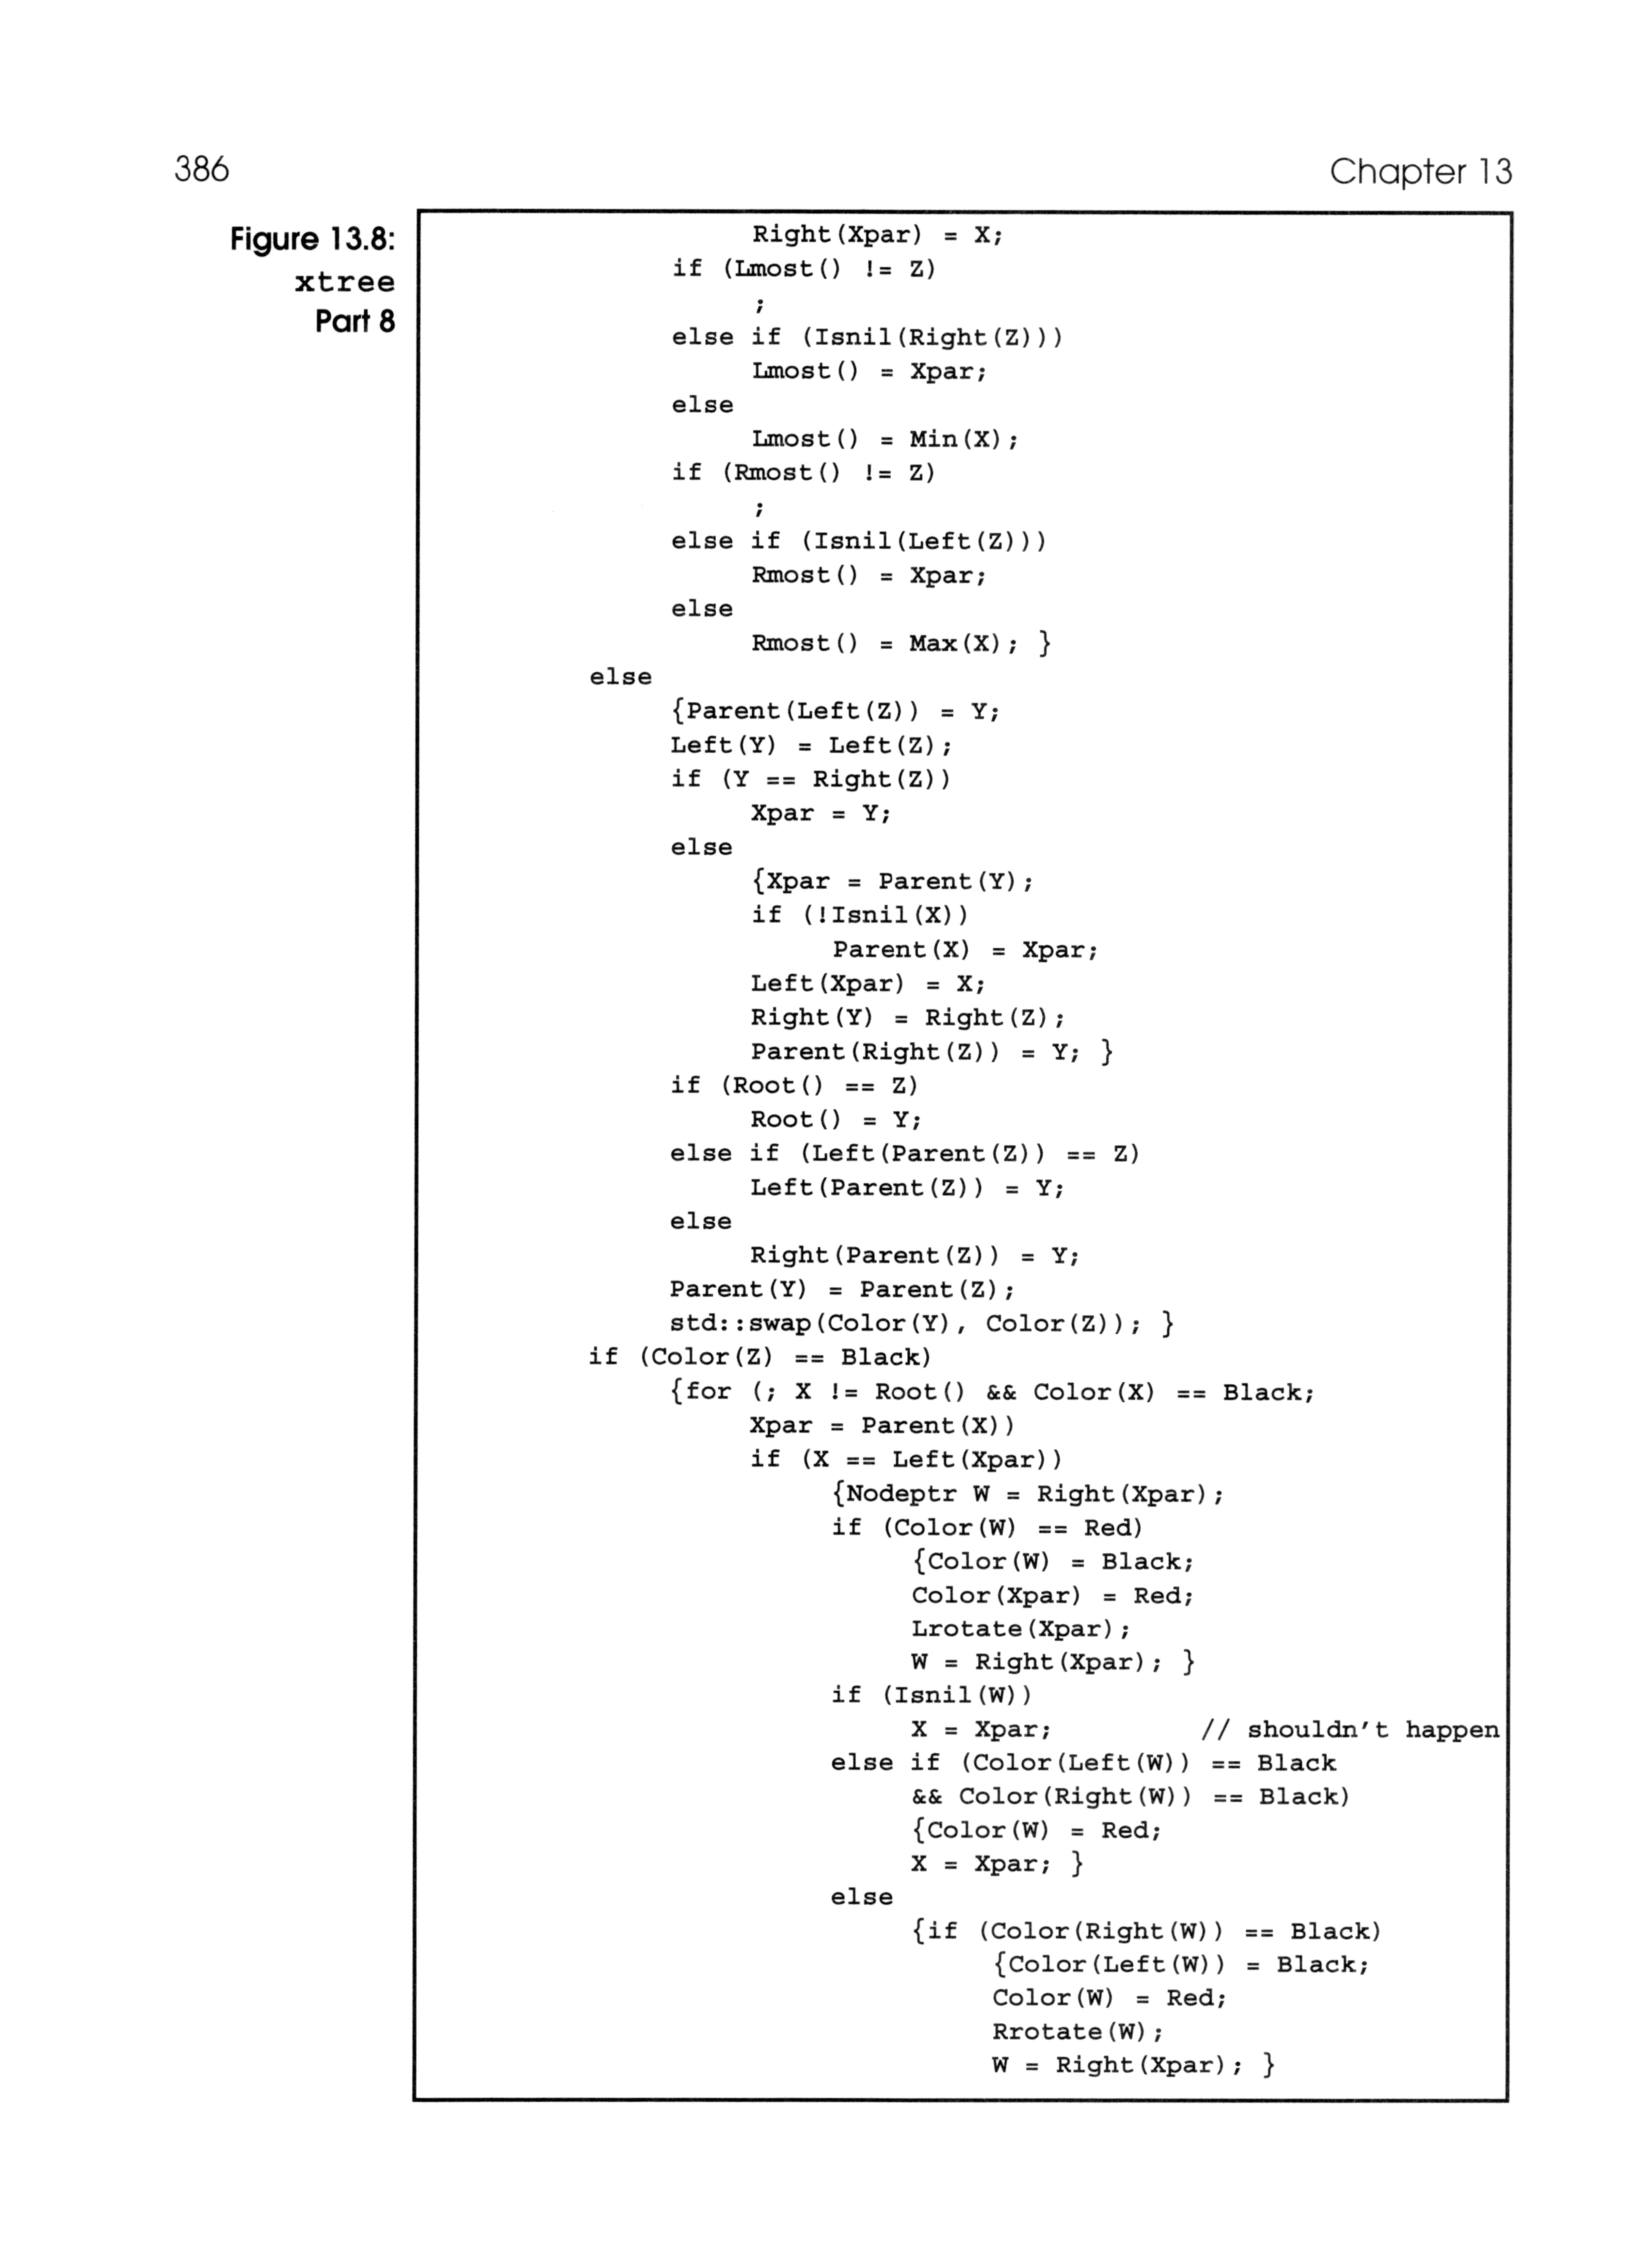 386
Chapter 13
Figure 13.8:
xtree
Part 8
Right(Xpar) = X;
if (Lmost() != Z)
;
else if (Isnil(Right(Z)))
Lmost() = Xpar;
else
Lmost() = Min(X);
if (Rmost() != Z)
;
else if (Isnil(Left(Z)))
Rmost() = Xpar;
else
Rmost() = Max(X); }
else
{Parent(Left(Z)) = Y;
Left(Y) = Left(Z);
if (Y == Right(Z))
Xpar = Y;
else
{Xpar = Parent(Y);
if (!Isnil(X))
Parent(X) = Xpar;
Left(Xpar) = X;
Right(Y) = Right(Z);
Parent(Right(Z)) = Y; }
if (Root() == Z)
Root() = Y;
else if (Left(Parent(Z)) == Z)
Left(Parent(Z)) = Y;
else
Right(Parent(Z)) = Y;
Parent(Y) = Parent(Z);
std::swap(Color(Y), Color(Z)); }
if (Color(Z) == Black)
{for (; X != Root() && Color(X) == Black;
Xpar = Parent(X))
if (X == Left(Xpar))
{Nodeptr W = Right(Xpar);
if (Color(W) == Red)
{Color(W) = Black;
Color(Xpar) = Red;
Lrotate(Xpar);
W = Right(Xpar); }
if (Isnil(W))
X = Xpar; // shouldn't happen
else if (Color(Left(W)) == Black
&& Color(Right(W)) == Black)
{Color(W) = Red;
X = Xpar; }
else
{if (Color(Right(W)) == Black)
{Color(Left(W)) = Black;
Color(W) = Red;
Rrotate(W);
W = Right(Xpar); }